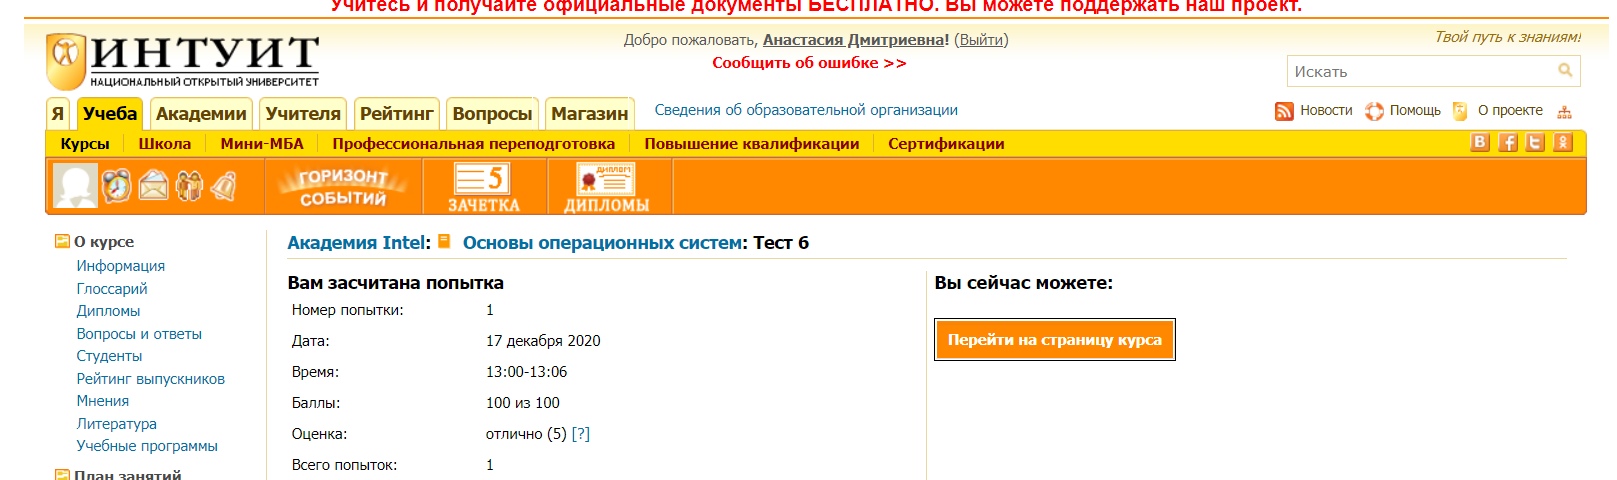 Учитесь и получайте официальные документы БЕСПЛАТНО. Вы можете поддержать наш проект.
ИНТУИТ
НАЦИОНАЛЬНЫЙ ОТКРЫТЫЙ УНИВЕРСИТЕТ
Добро пожаловать, Анастасия Дмитриевна! (Выйти)
Сообщить об ошибке >>
Твой путь к знаниям!
Искать
Я Учеба Академии Учителя Рейтинг Вопросы Магазин Сведения об образовательной организации Новости Помощь О проекте
Курсы Школа Мини-МБА Профессиональная переподготовка Повышение квалификации Сертификации
ГОРИЗОНТ СОБЫТИЙ
5
ЗАЧЕТКА
ДИПЛОМ
ДИПЛОМЫ
О курсе
Информация
Глоссарий
Дипломы
Вопросы и ответы
Студенты
Рейтинг выпускников
Мнения
Литература
Учебные программы
План занятий
Академия Intel: Основы операционных систем: Тест 6
Вам засчитана попытка
Номер попытки: 1
Дата: 17 декабря 2020
Время: 13:00-13:06
Баллы: 100 из 100
Оценка: отлично (5) [?]
Всего попыток: 1
Вы сейчас можете:
Перейти на страницу курса